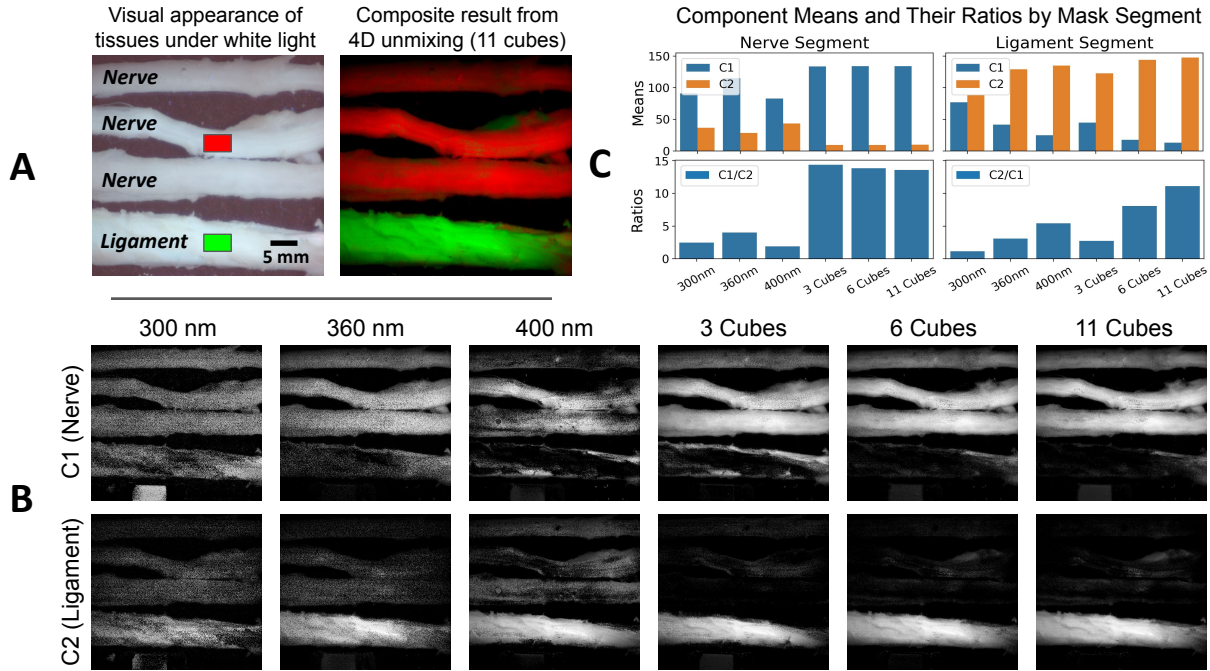 Visual appearance of
tissues under white light
Composite result from
4D unmixing (11 cubes)
A
Nerve
Nerve
Nerve
Ligament
5 mm
Component Means and Their Ratios by Mask Segment
C
Nerve Segment
Ligament Segment
Means
150
100
50
0
C1
C2
C1
C2
Ratios
15
10
5
0
C1/C2
C2/C1
300nm
360nm
400nm
3 Cubes
6 Cubes
11 Cubes
300nm
360nm
400nm
3 Cubes
6 Cubes
11 Cubes
B
300 nm
360 nm
400 nm
3 Cubes
6 Cubes
11 Cubes
C1 (Nerve)
C2 (Ligament)